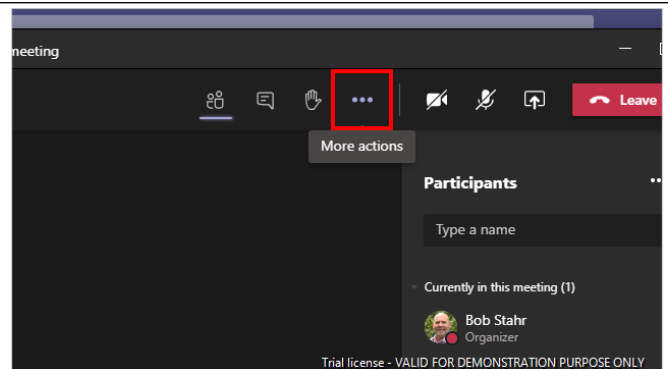 meeting
Leave
More actions
Participants
Type a name
Currently in this meeting (1)
Bob Stahr
Organizer
Trial license - VALID FOR DEMONSTRATION PURPOSE ONLY